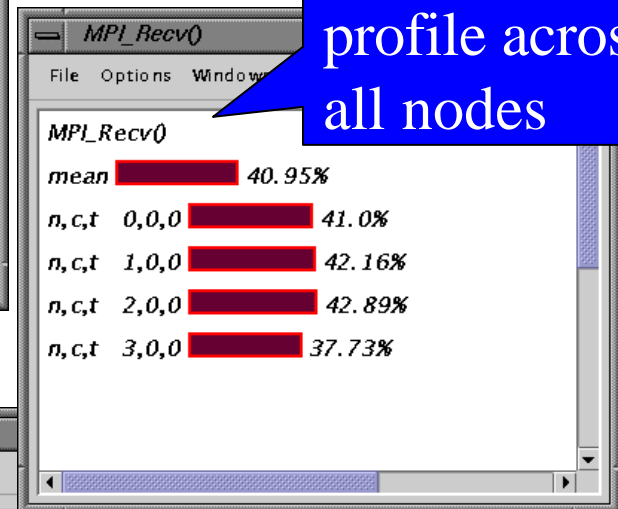 MPI_Recv()
profile acros
all nodes
File Options Window
MPI_Recv()
mean 40.95%
n,c,t 0,0,0 41.0%
n,c,t 1,0,0 42.16%
n,c,t 2,0,0 42.89%
n,c,t 3,0,0 37.73%